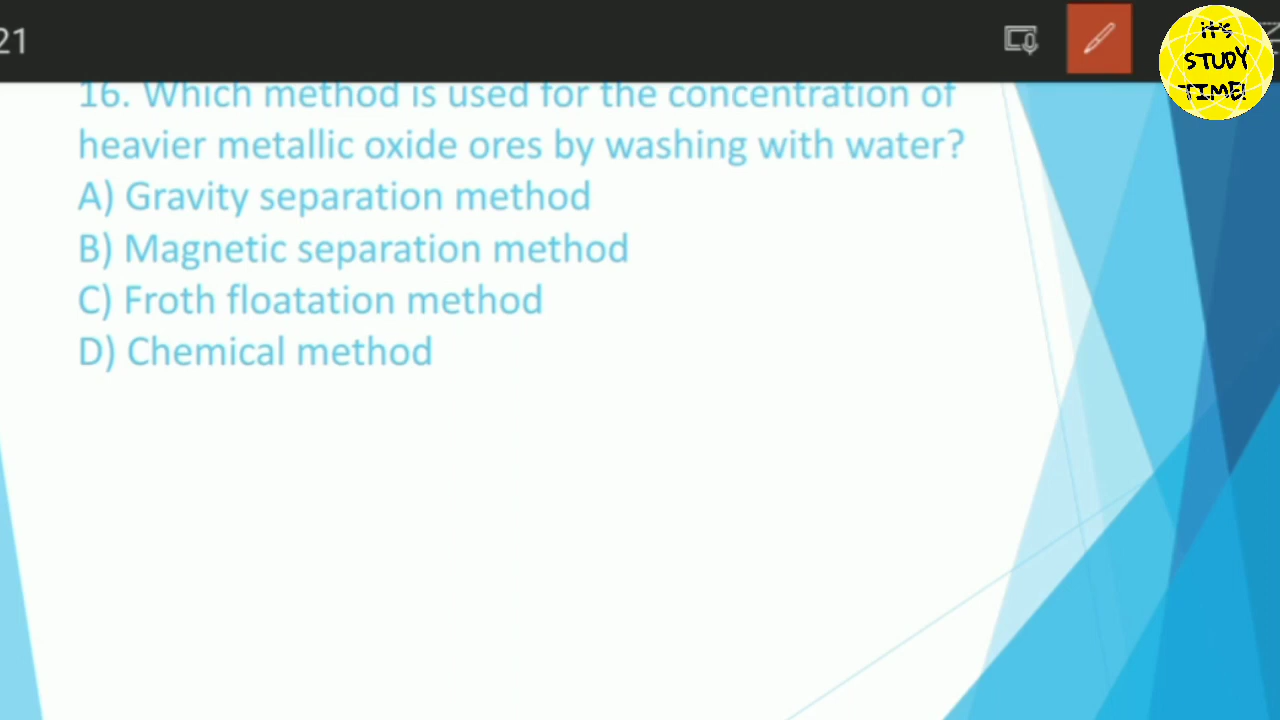 21
IT'S
STUDY
TIME!
16. Which method is used for the concentration of
heavier metallic oxide ores by washing with water?
A) Gravity separation method
B) Magnetic separation method
C) Froth floatation method
D) Chemical method